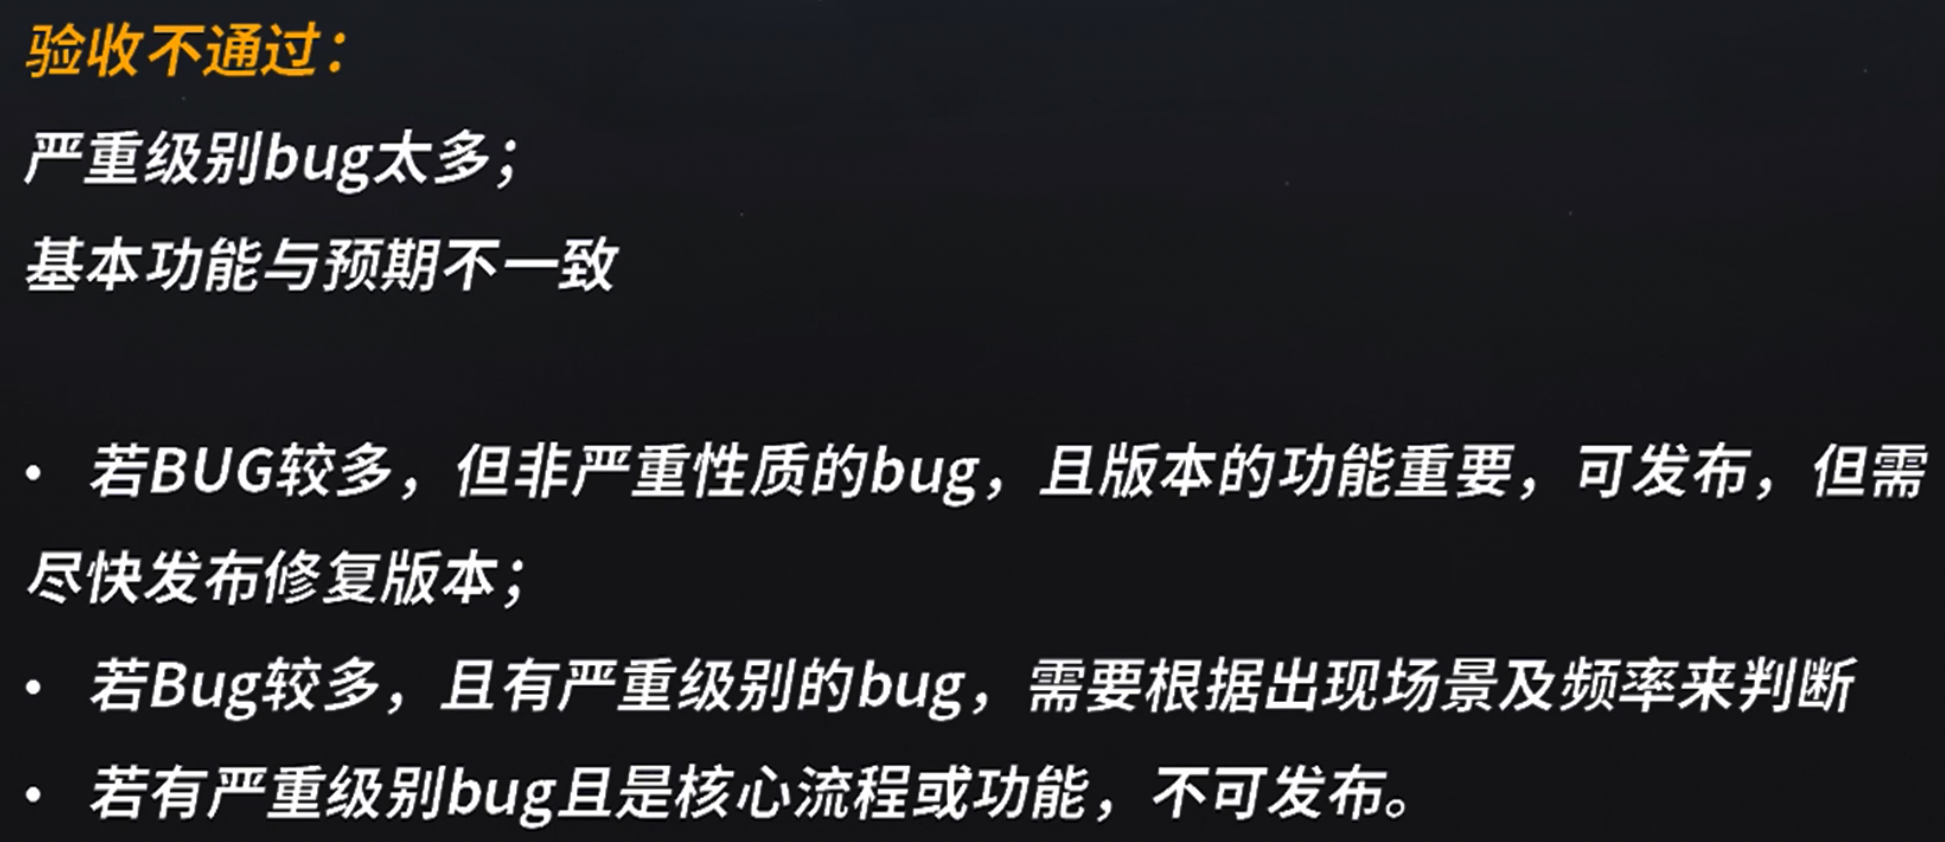 验收不通过：
严重级别bug太多；
基本功能与预期不一致
• 若BUG较多，但非严重性质的bug，且版本的功能重要，可发布，但需
尽快发布修复版本；
• 若Bug较多，且有严重级别的bug，需要根据出现场景及频率来判断
• 若有严重级别bug且是核心流程或功能，不可发布。